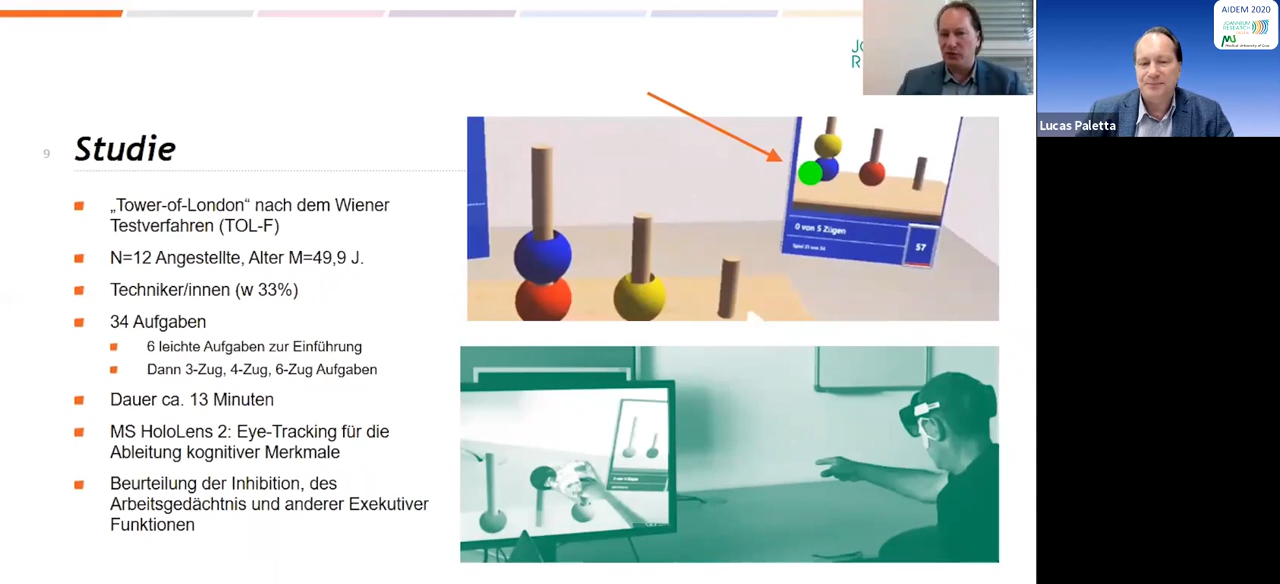 AIDEM 2020
JOANNEUM
RESEARCH
Medical University of Graz
JO
R
Lucas Paletta
9
Studie
„Tower-of-London“ nach dem Wiener
Testverfahren (TOL-F)
N=12 Angestellte, Alter M=49,9 J.
Techniker/innen (w 33%)
34 Aufgaben
6 leichte Aufgaben zur Einführung
Dann 3-Zug, 4-Zug, 6-Zug Aufgaben
Dauer ca. 13 Minuten
MS HoloLens 2: Eye-Tracking für die
Ableitung kognitiver Merkmale
Beurteilung der Inhibition, des
Arbeitsgedächtnis und anderer Exekutiver
Funktionen
0 von 5 Zügen
57